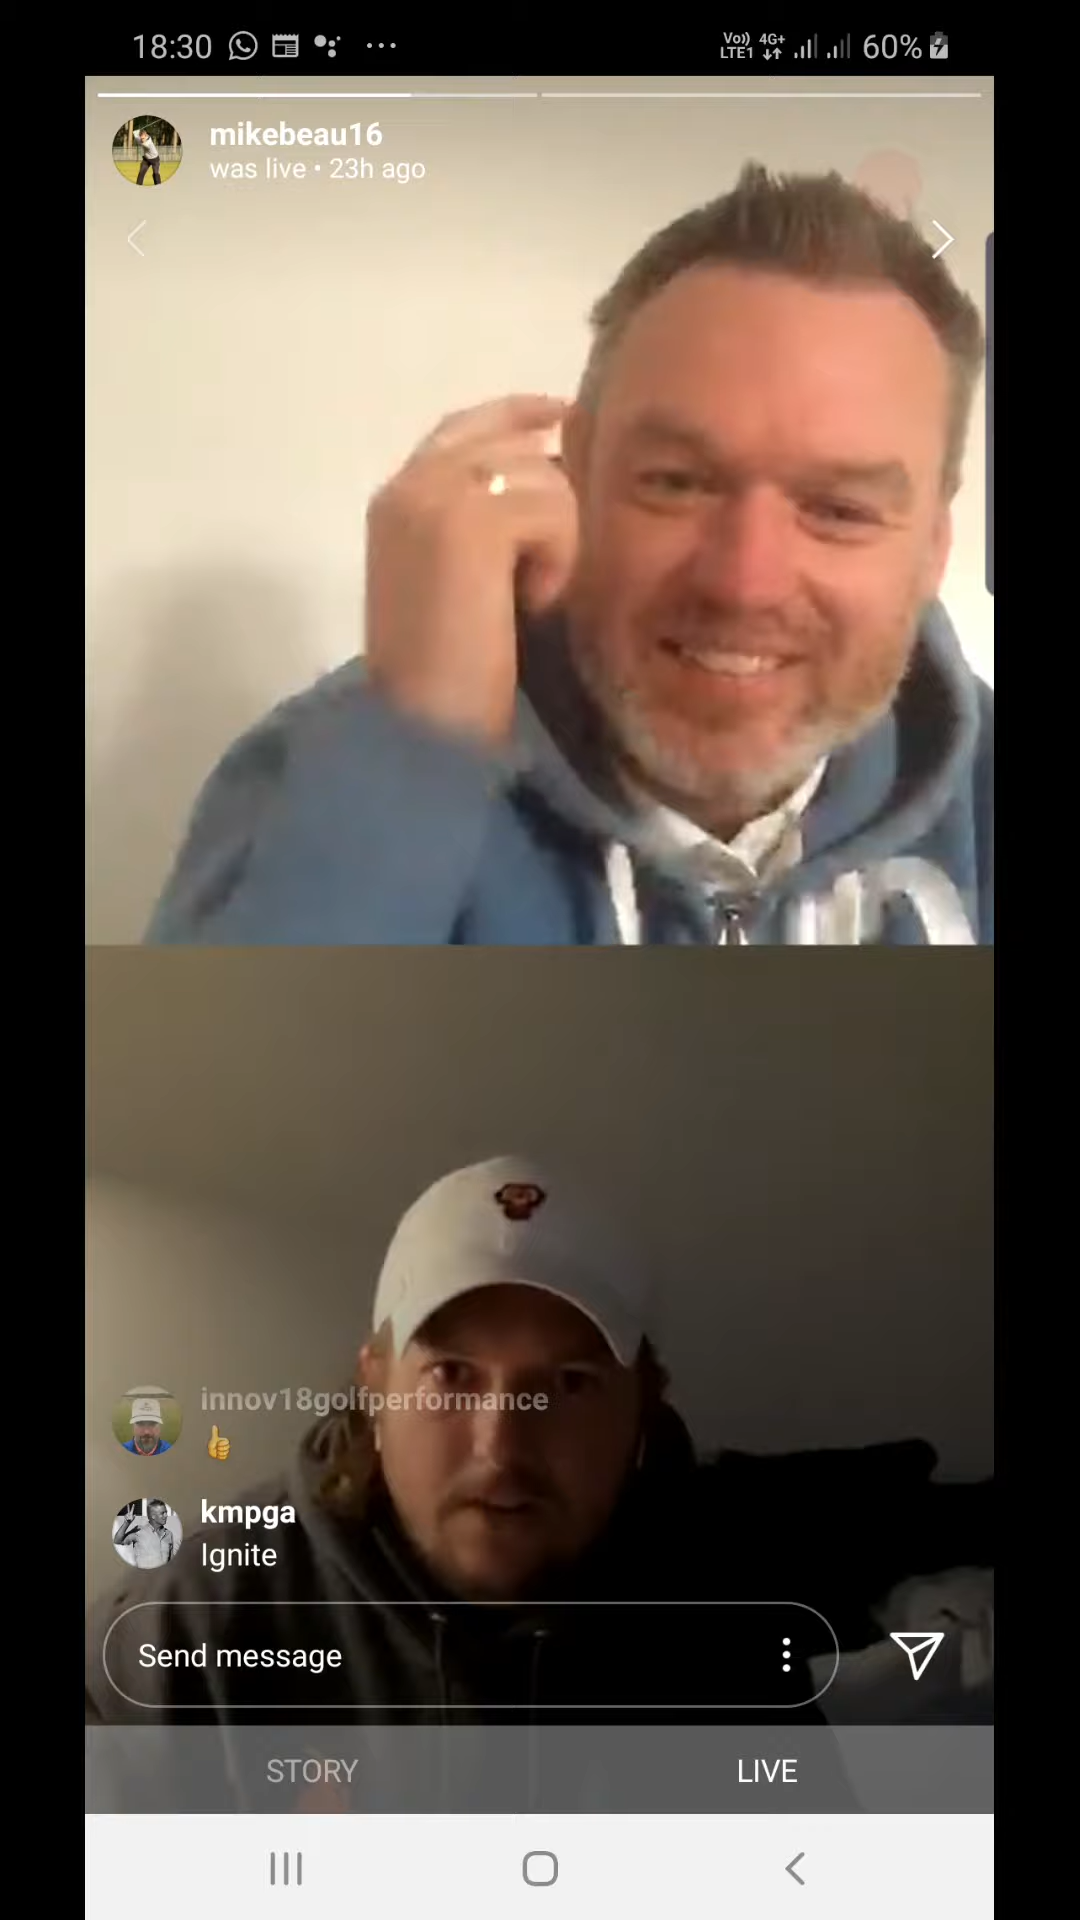 18:30
Vo)) LTE1 4G+ 60%
mikebeau16
was live • 23h ago
innov18golfperformance
👍
kmpga
Ignite
Send message
STORY
LIVE